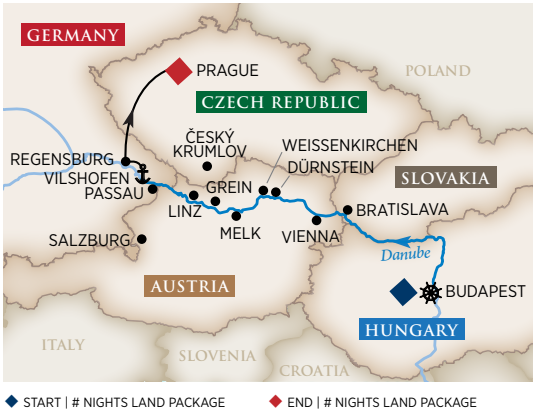 GERMANY
PRAGUE
POLAND
CZECH REPUBLIC
ČESKÝ
KRUMLOV
WEISSENKIRCHEN
DÜRNSTEIN
REGENSBURG
VILSHOFEN
PASSAU
SLOVAKIA
GREIN
LINZ
MELK
VIENNA
BRATISLAVA
SALZBURG
Danube
AUSTRIA
BUDAPEST
HUNGARY
ITALY
SLOVENIA
CROATIA
START | # NIGHTS LAND PACKAGE
END | # NIGHTS LAND PACKAGE